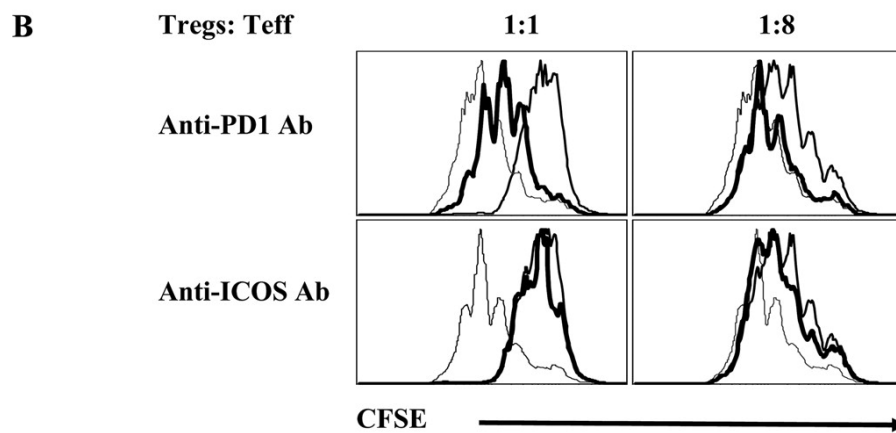 B
Tregs: Teff 1:1 1:8
Anti-PD1 Ab
Anti-ICOS Ab
CFSE